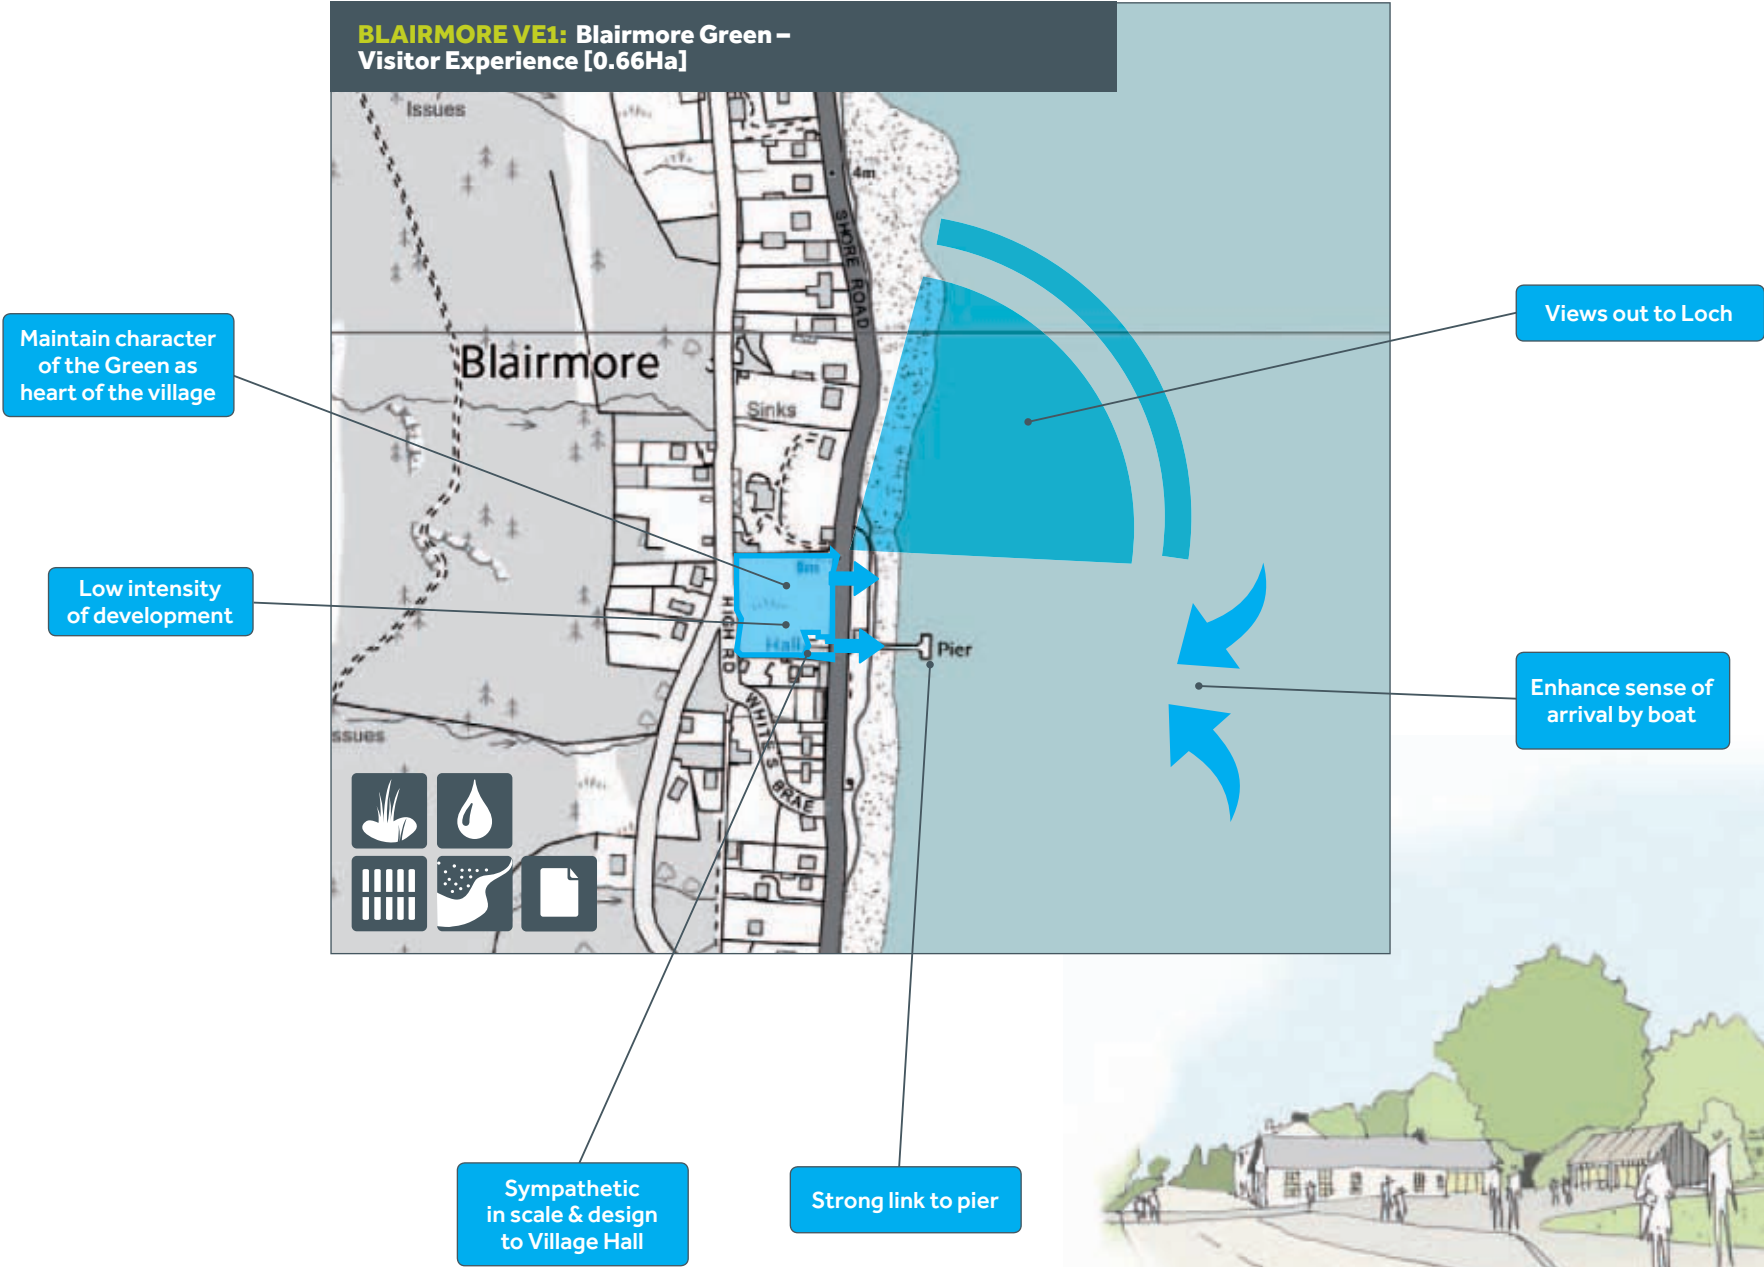 BLAIRMORE VE1: Blairmore Green –
Visitor Experience [0.66Ha]
Issues
4m
SHORE ROAD
Views out to Loch
Maintain character
of the Green as
heart of the village
Blairmore
Sinks
Low intensity
of development
8m
HIGH RD
Hall
Pier
Enhance sense of
arrival by boat
WHITE'S BRAE
ssues
Sympathetic
in scale & design
to Village Hall
Strong link to pier